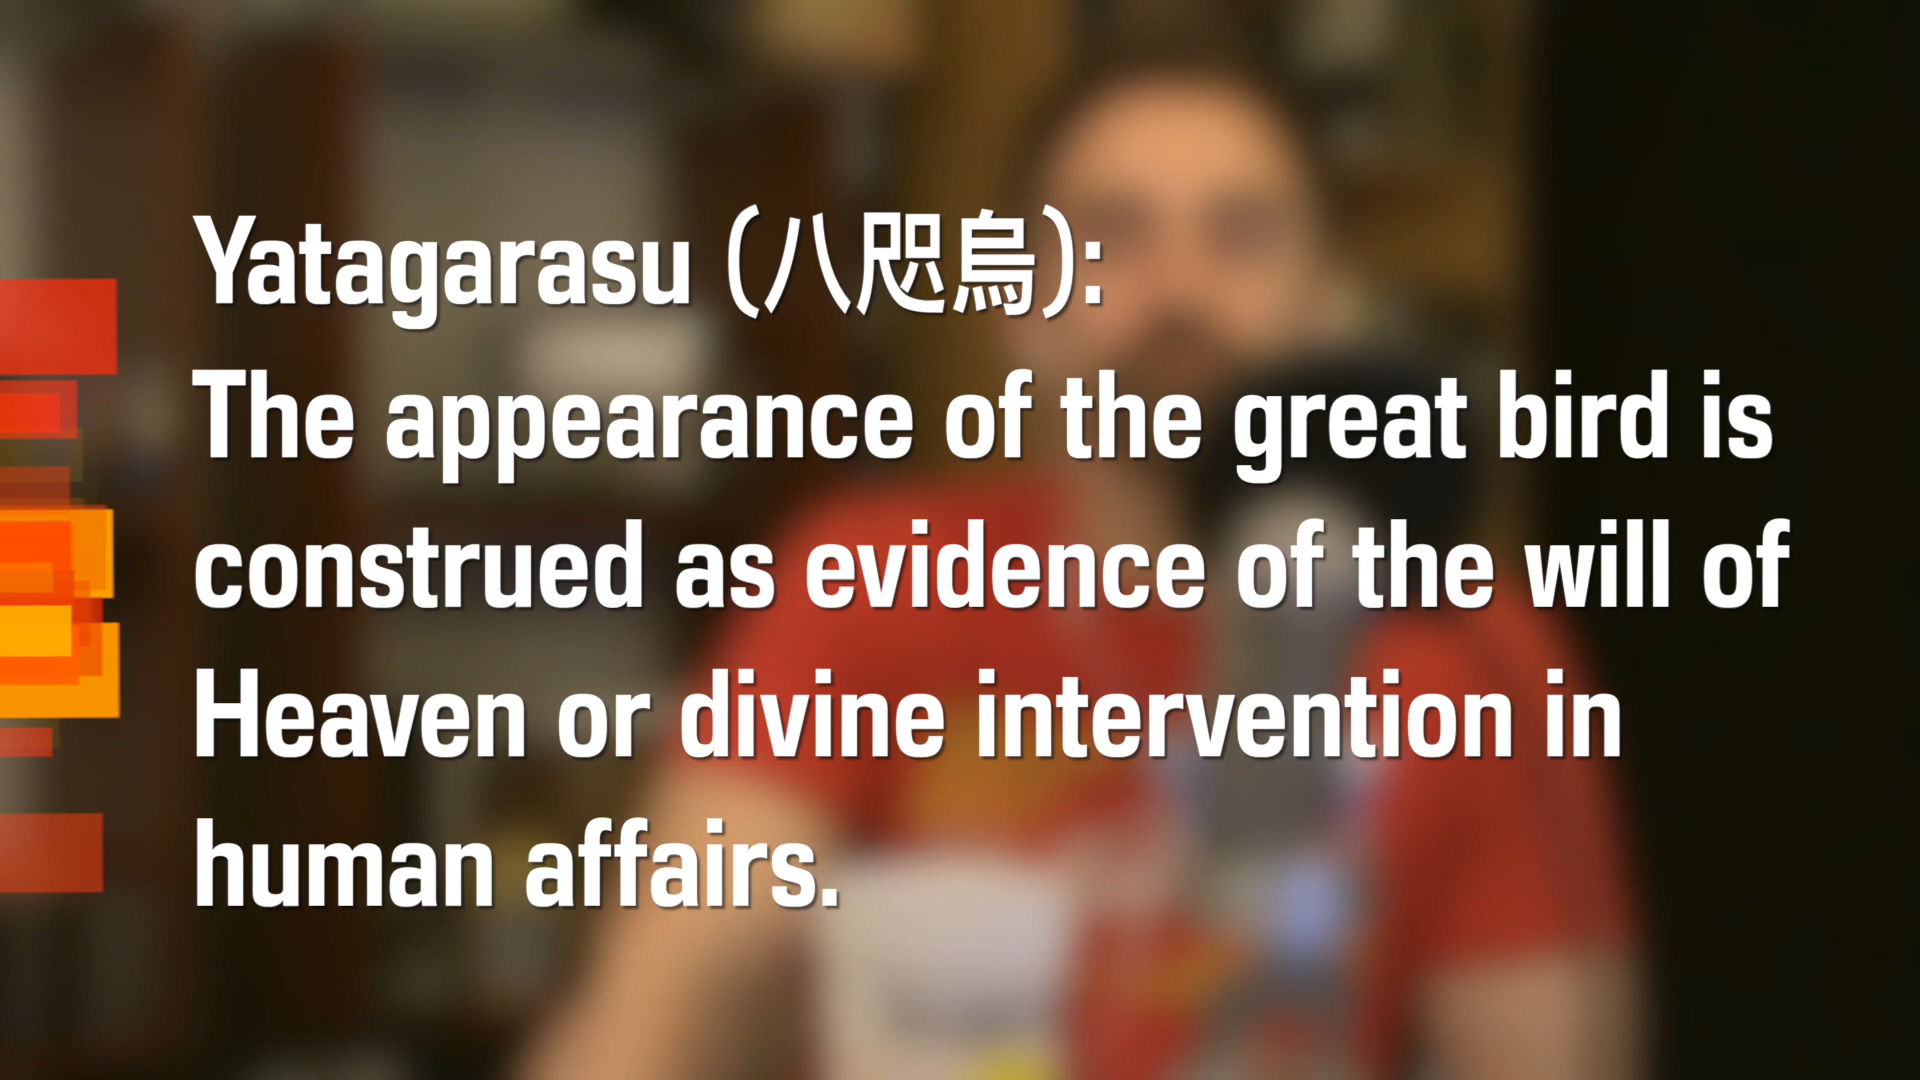 Yatagarasu (八咫烏):
The appearance of the great bird is
construed as evidence of the will of
Heaven or divine intervention in
human affairs.